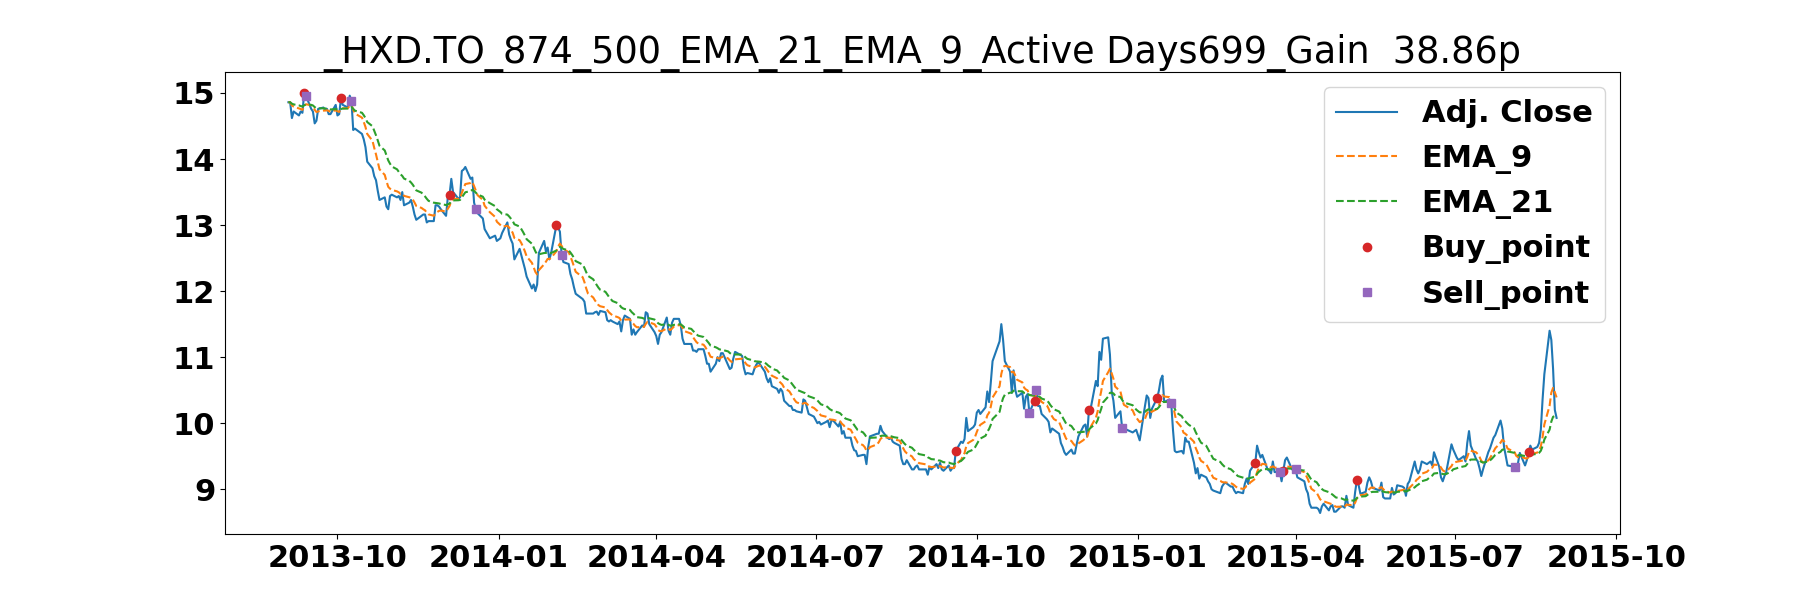 _HXD.TO_874_500_EMA_21_EMA_9_Active Days699_Gain  38.86p
15
14
13
12
11
10
9
Adj. Close
EMA_9
EMA_21
Buy_point
Sell_point
2013-10 2014-01 2014-04 2014-07 2014-10 2015-01 2015-04 2015-07 2015-10